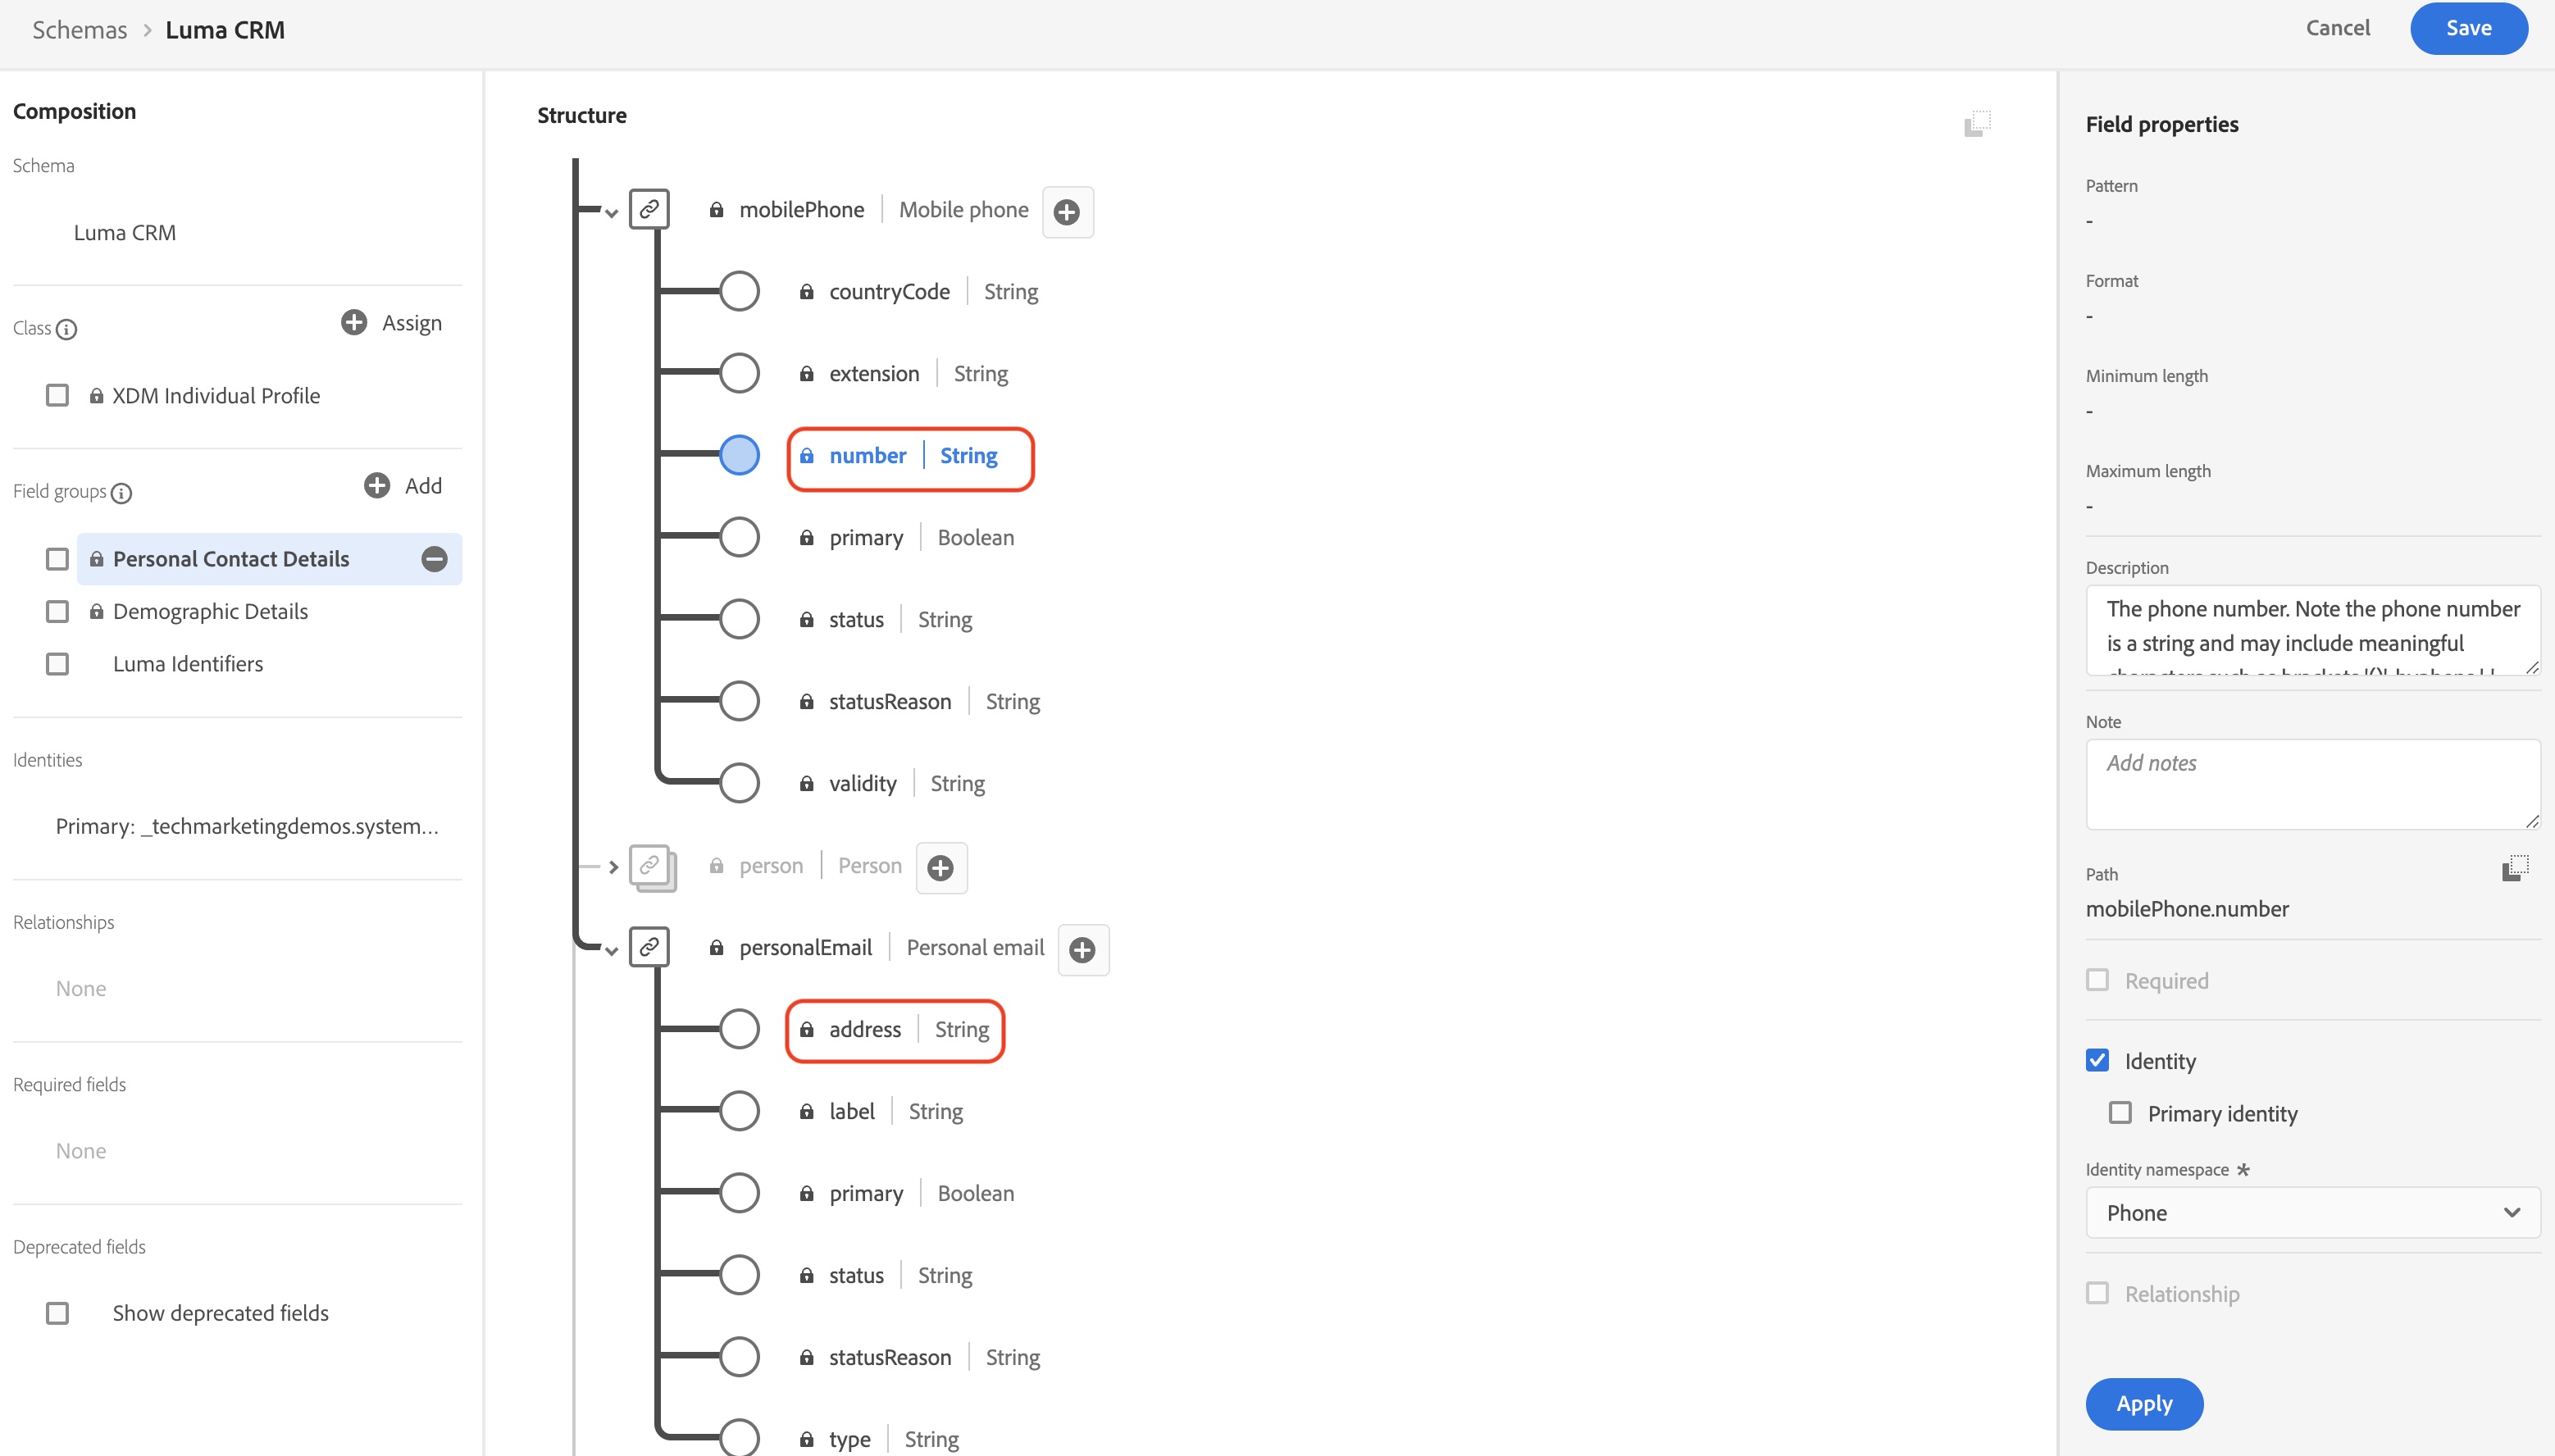 Schemas > Luma CRM
Cancel
Save
Composition
Schema
Luma CRM
Class
Assign
XDM Individual Profile
Field groups
Add
Personal Contact Details
Demographic Details
Luma Identifiers
Identities
Primary: _techmarketingdemos.system...
Relationships
None
Required fields
None
Deprecated fields
Show deprecated fields
Structure
mobilePhone | Mobile phone
countryCode | String
extension | String
number | String
primary | Boolean
status | String
statusReason | String
validity | String
person | Person
personalEmail | Personal email
address | String
label | String
primary | Boolean
status | String
statusReason | String
type | String
Field properties
Pattern
-
Format
-
Minimum length
-
Maximum length
-
Description
The phone number. Note the phone number
is a string and may include meaningful
Note
Add notes
Path
mobilePhone.number
Required
Identity
Primary identity
Identity namespace *
Phone
Relationship
Apply